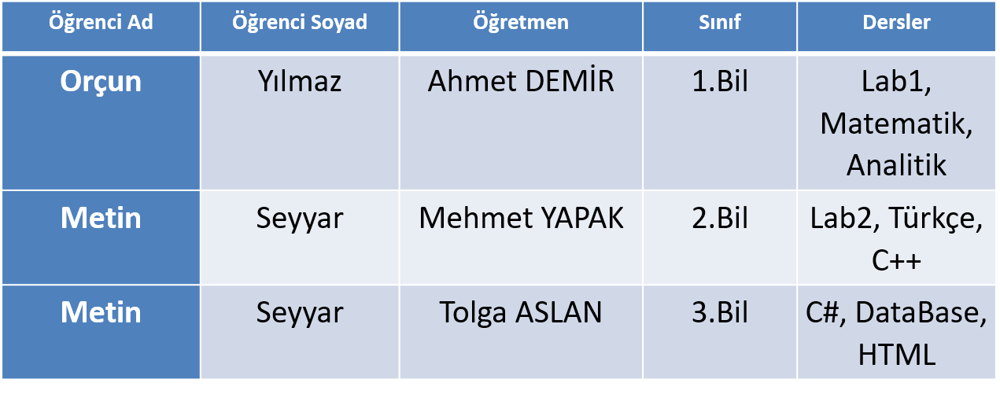 Öğrenci Ad Öğrenci Soyad Öğretmen Sınıf Dersler
Orçun Yılmaz Ahmet DEMİR 1.Bil Lab1,
Matematik,
Analitik
Metin Seyyar Mehmet YAPAK 2.Bil Lab2, Türkçe,
C++
Metin Seyyar Tolga ASLAN 3.Bil C#, DataBase,
HTML